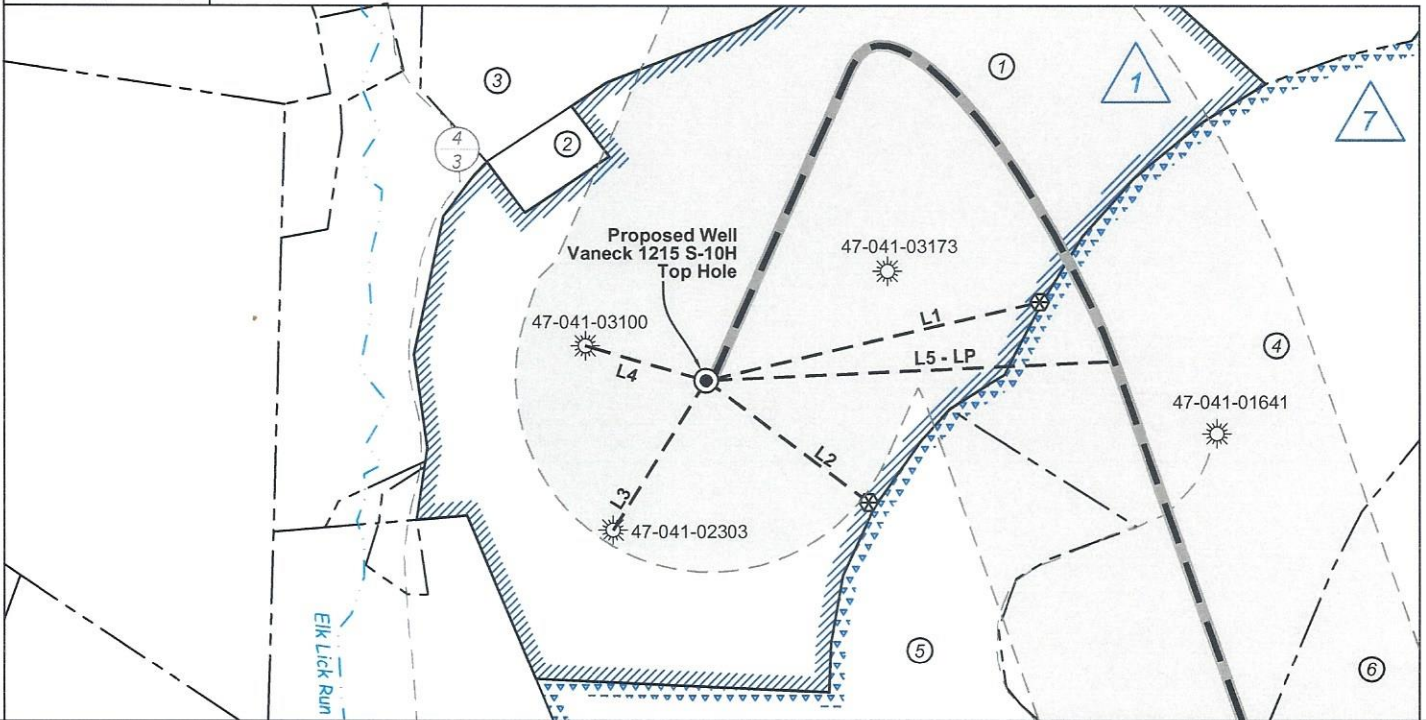 ③
①
1
7
4
3
②
Proposed Well
Vaneck 1215 S-10H
Top Hole
47-041-03173
47-041-03100
L1
④
L4
L5 - LP
47-041-01641
L2
L3
47-041-02303
Elk Lick Run
⑤
⑥